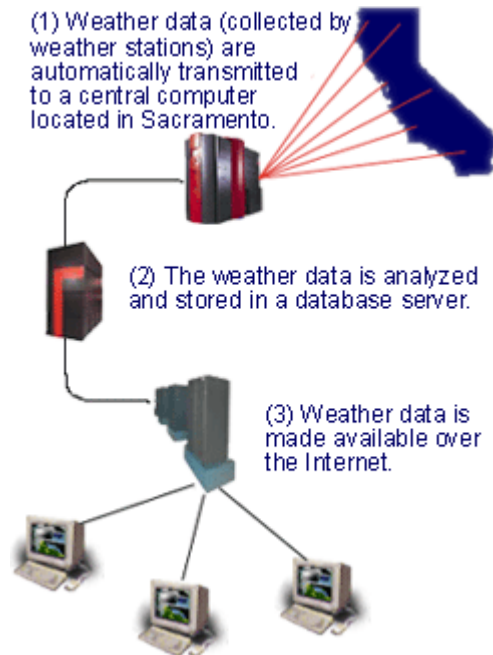 (1) Weather data (collected by
weather stations) are
automatically transmitted
to a central computer
located in Sacramento.
(2) The weather data is analyzed
and stored in a database server.
(3) Weather data is
made available over
the Internet.